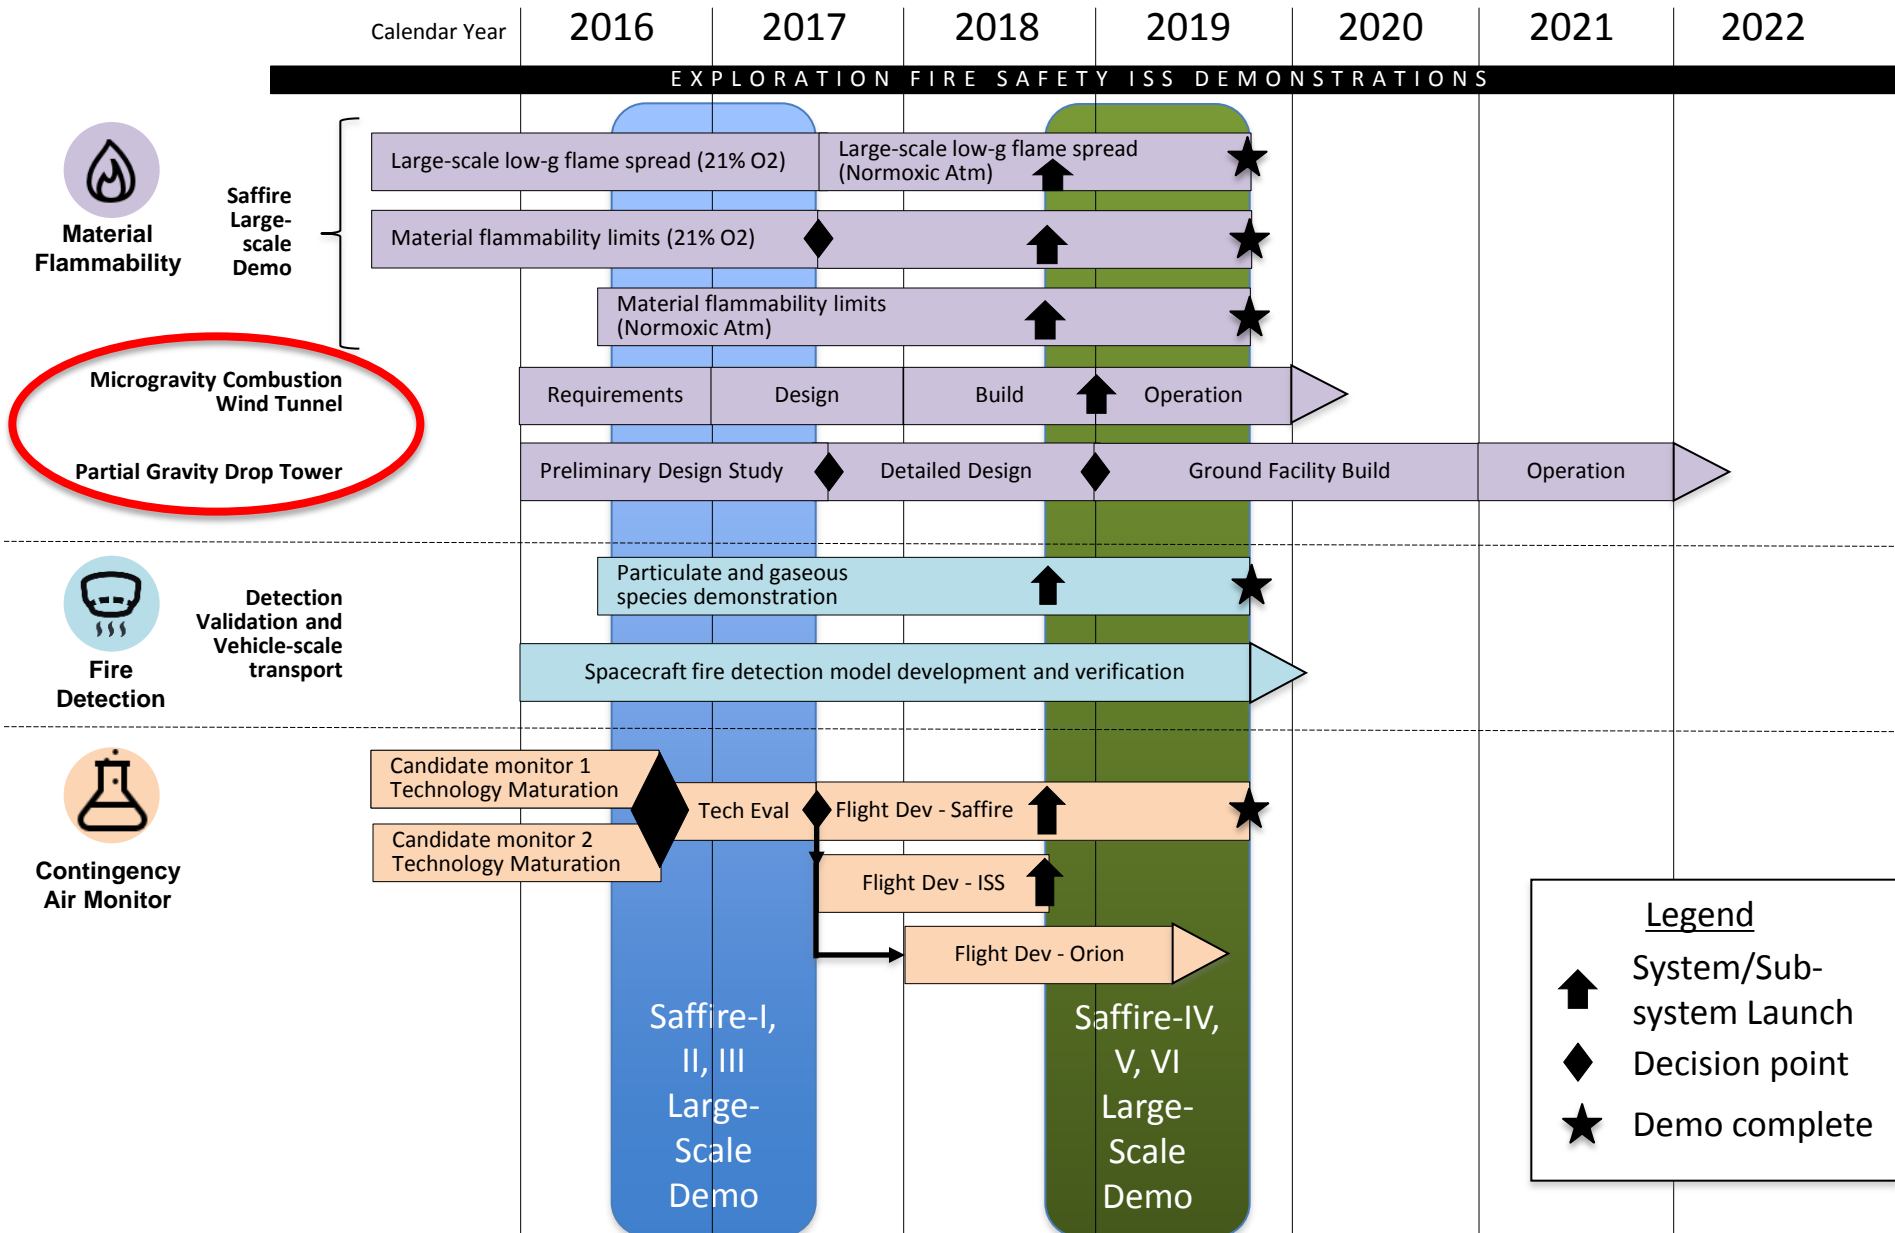 Calendar Year
2016
2017
2018
2019
2020
2021
2022
EXPLORATION FIRE SAFETY ISS DEMONSTRATIONS
Material
Flammability
Saffire
Large-
scale
Demo
Large-scale low-g flame spread (21% O2)
Large-scale low-g flame spread
(Normoxic Atm)
Material flammability limits (21% O2)
Material flammability limits
(Normoxic Atm)
Microgravity Combustion
Wind Tunnel
Requirements
Design
Build
Operation
Partial Gravity Drop Tower
Preliminary Design Study
Detailed Design
Ground Facility Build
Operation
Fire
Detection
Detection
Validation and
Vehicle-scale
transport
Particulate and gaseous
species demonstration
Spacecraft fire detection model development and verification
Contingency
Air Monitor
Candidate monitor 1
Technology Maturation
Candidate monitor 2
Technology Maturation
Tech Eval
Flight Dev - Saffire
Flight Dev - ISS
Flight Dev - Orion
Saffire-I,
II, III
Large-
Scale
Demo
Saffire-IV,
V, VI
Large-
Scale
Demo
Legend
System/Sub-
system Launch
Decision point
Demo complete